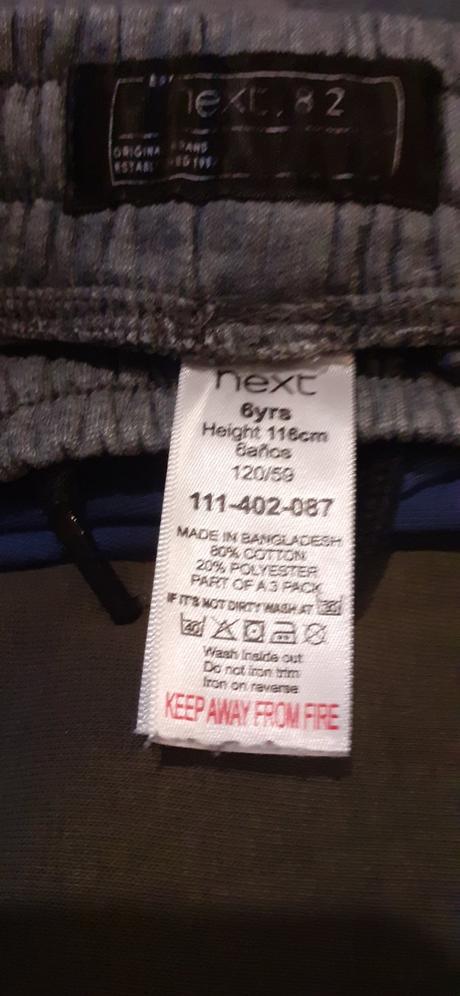 next.82
next
6yrs
Height 116cm
6años
120/59
111-402-087
MADE IN BANGLADESH
80% COTTON
20% POLYESTER
PART OF A 3 PACK
IF IT'S NOT DIRTY WASH AT 30
40
Wash inside out
Do not iron trim
Iron on reverse
KEEP AWAY FROM FIRE